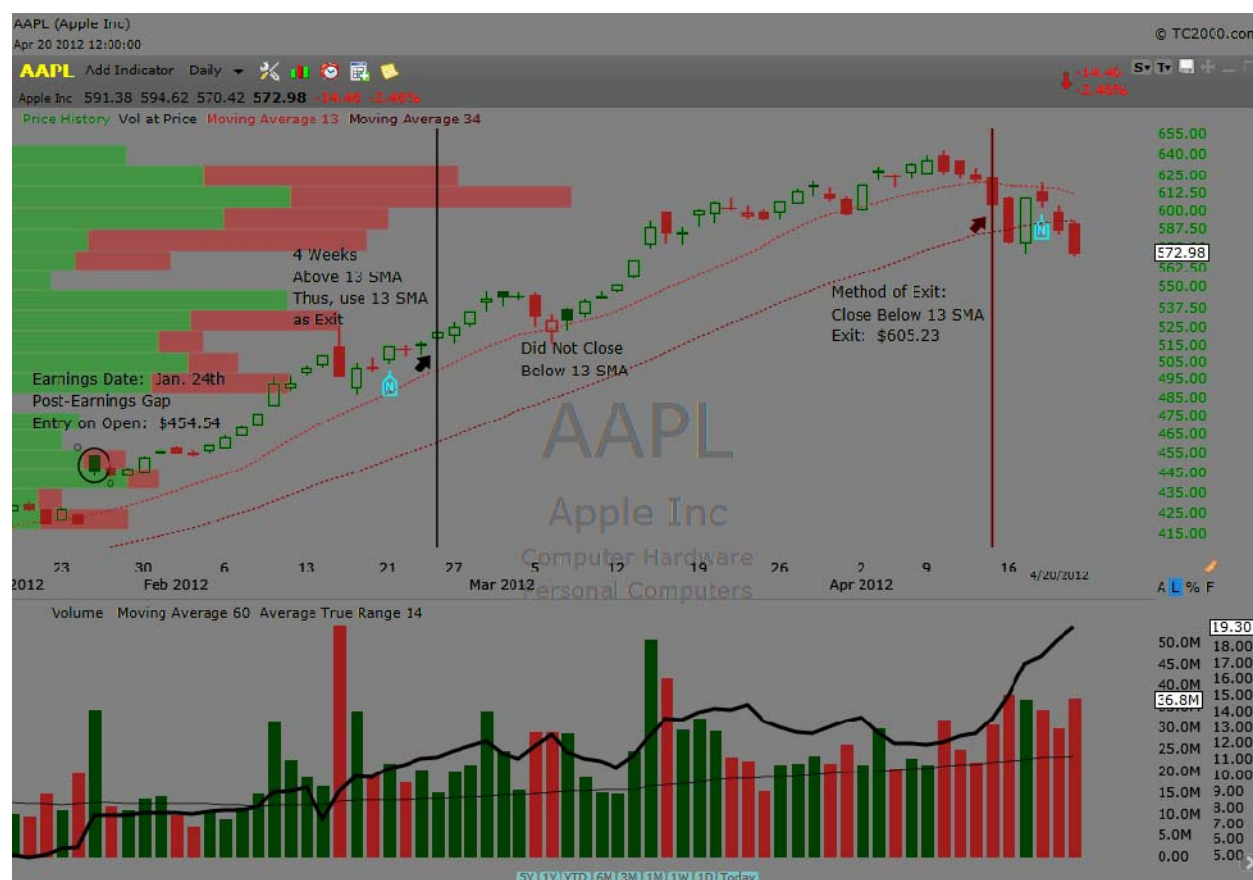 AAPL (Apple Inc)
Apr 20 2012 12:00:00
© TC2000.com
AAPL Add Indicator Daily
-14.46
-2.46%
S▾ T▾
Apple Inc 591.38 594.62 570.42 572.98 -14.46 -2.46%
Price History Vol at Price Moving Average 13 Moving Average 34
655.00
640.00
625.00
612.50
600.00
587.50
572.98
562.50
550.00
537.50
525.00
515.00
505.00
495.00
485.00
475.00
465.00
455.00
445.00
435.00
425.00
415.00
4 Weeks
Above 13 SMA
Thus, use 13 SMA
as Exit
Method of Exit:
Close Below 13 SMA
Exit: $605.23
Did Not Close
Below 13 SMA
Earnings Date: Jan. 24th
Post-Earnings Gap
Entry on Open: $454.54
N
N
AAPL
Apple Inc
Computer Hardware
Personal Computers
23 30 6 13 21 27 5 12 19 26 2 9 16 4/20/2012
2012 Feb 2012 Mar 2012 Apr 2012
A L % F
Volume Moving Average 60 Average True Range 14
50.0M
45.0M
40.0M
36.8M
30.0M
25.0M
20.0M
15.0M
10.0M
5.0M
0.00
19.30
18.00
17.00
16.00
15.00
14.00
13.00
12.00
11.00
10.00
9.00
7.00
5.00
5Y 1Y YTD 6M 3M 1M 1W 1D Today